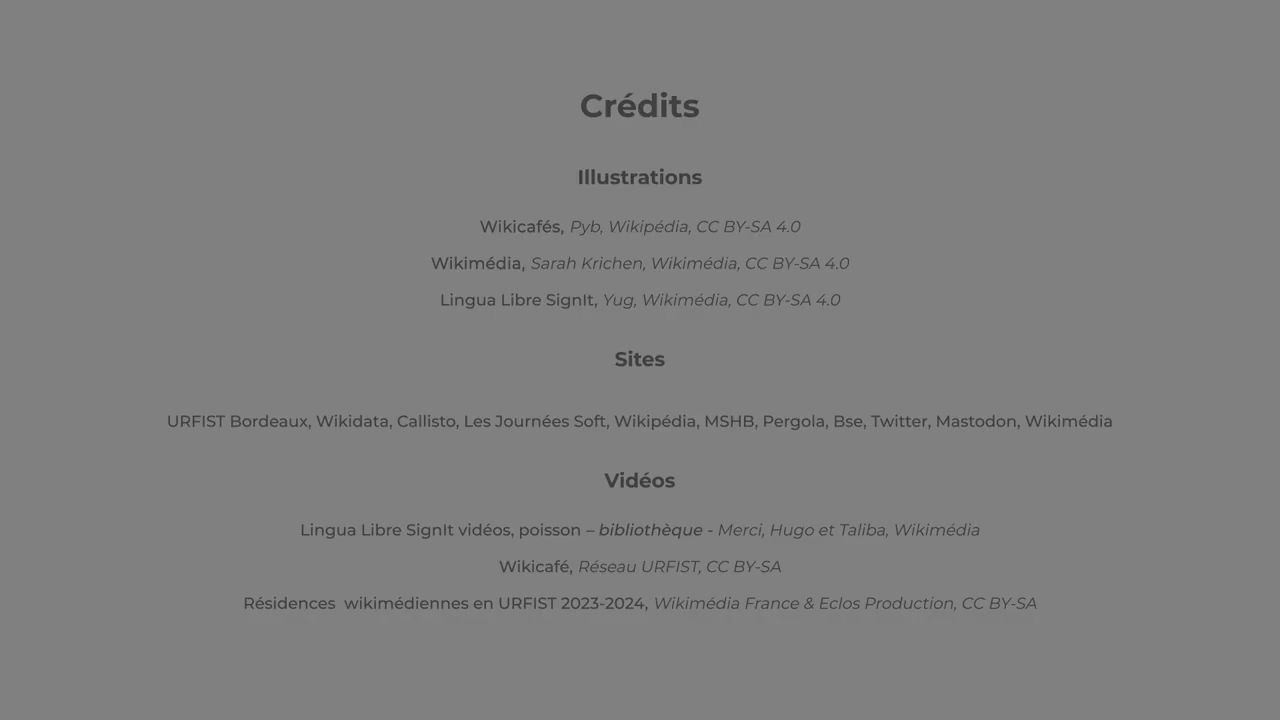 Crédits
Illustrations
Wikicafés, Pyb, Wikipédia, CC BY-SA 4.0
Wikimédia, Sarah Krichen, Wikimédia, CC BY-SA 4.0
Lingua Libre SignIt, Yug, Wikimédia, CC BY-SA 4.0
Sites
URFIST Bordeaux, Wikidata, Callisto, Les Journées Soft, Wikipédia, MSHB, Pergola, Bse, Twitter, Mastodon, Wikimédia
Vidéos
Lingua Libre SignIt vidéos, poisson – bibliothèque - Merci, Hugo et Taliba, Wikimédia
Wikicafé, Réseau URFIST, CC BY-SA
Résidences  wikimédiennes en URFIST 2023-2024, Wikimédia France & Eclos Production, CC BY-SA